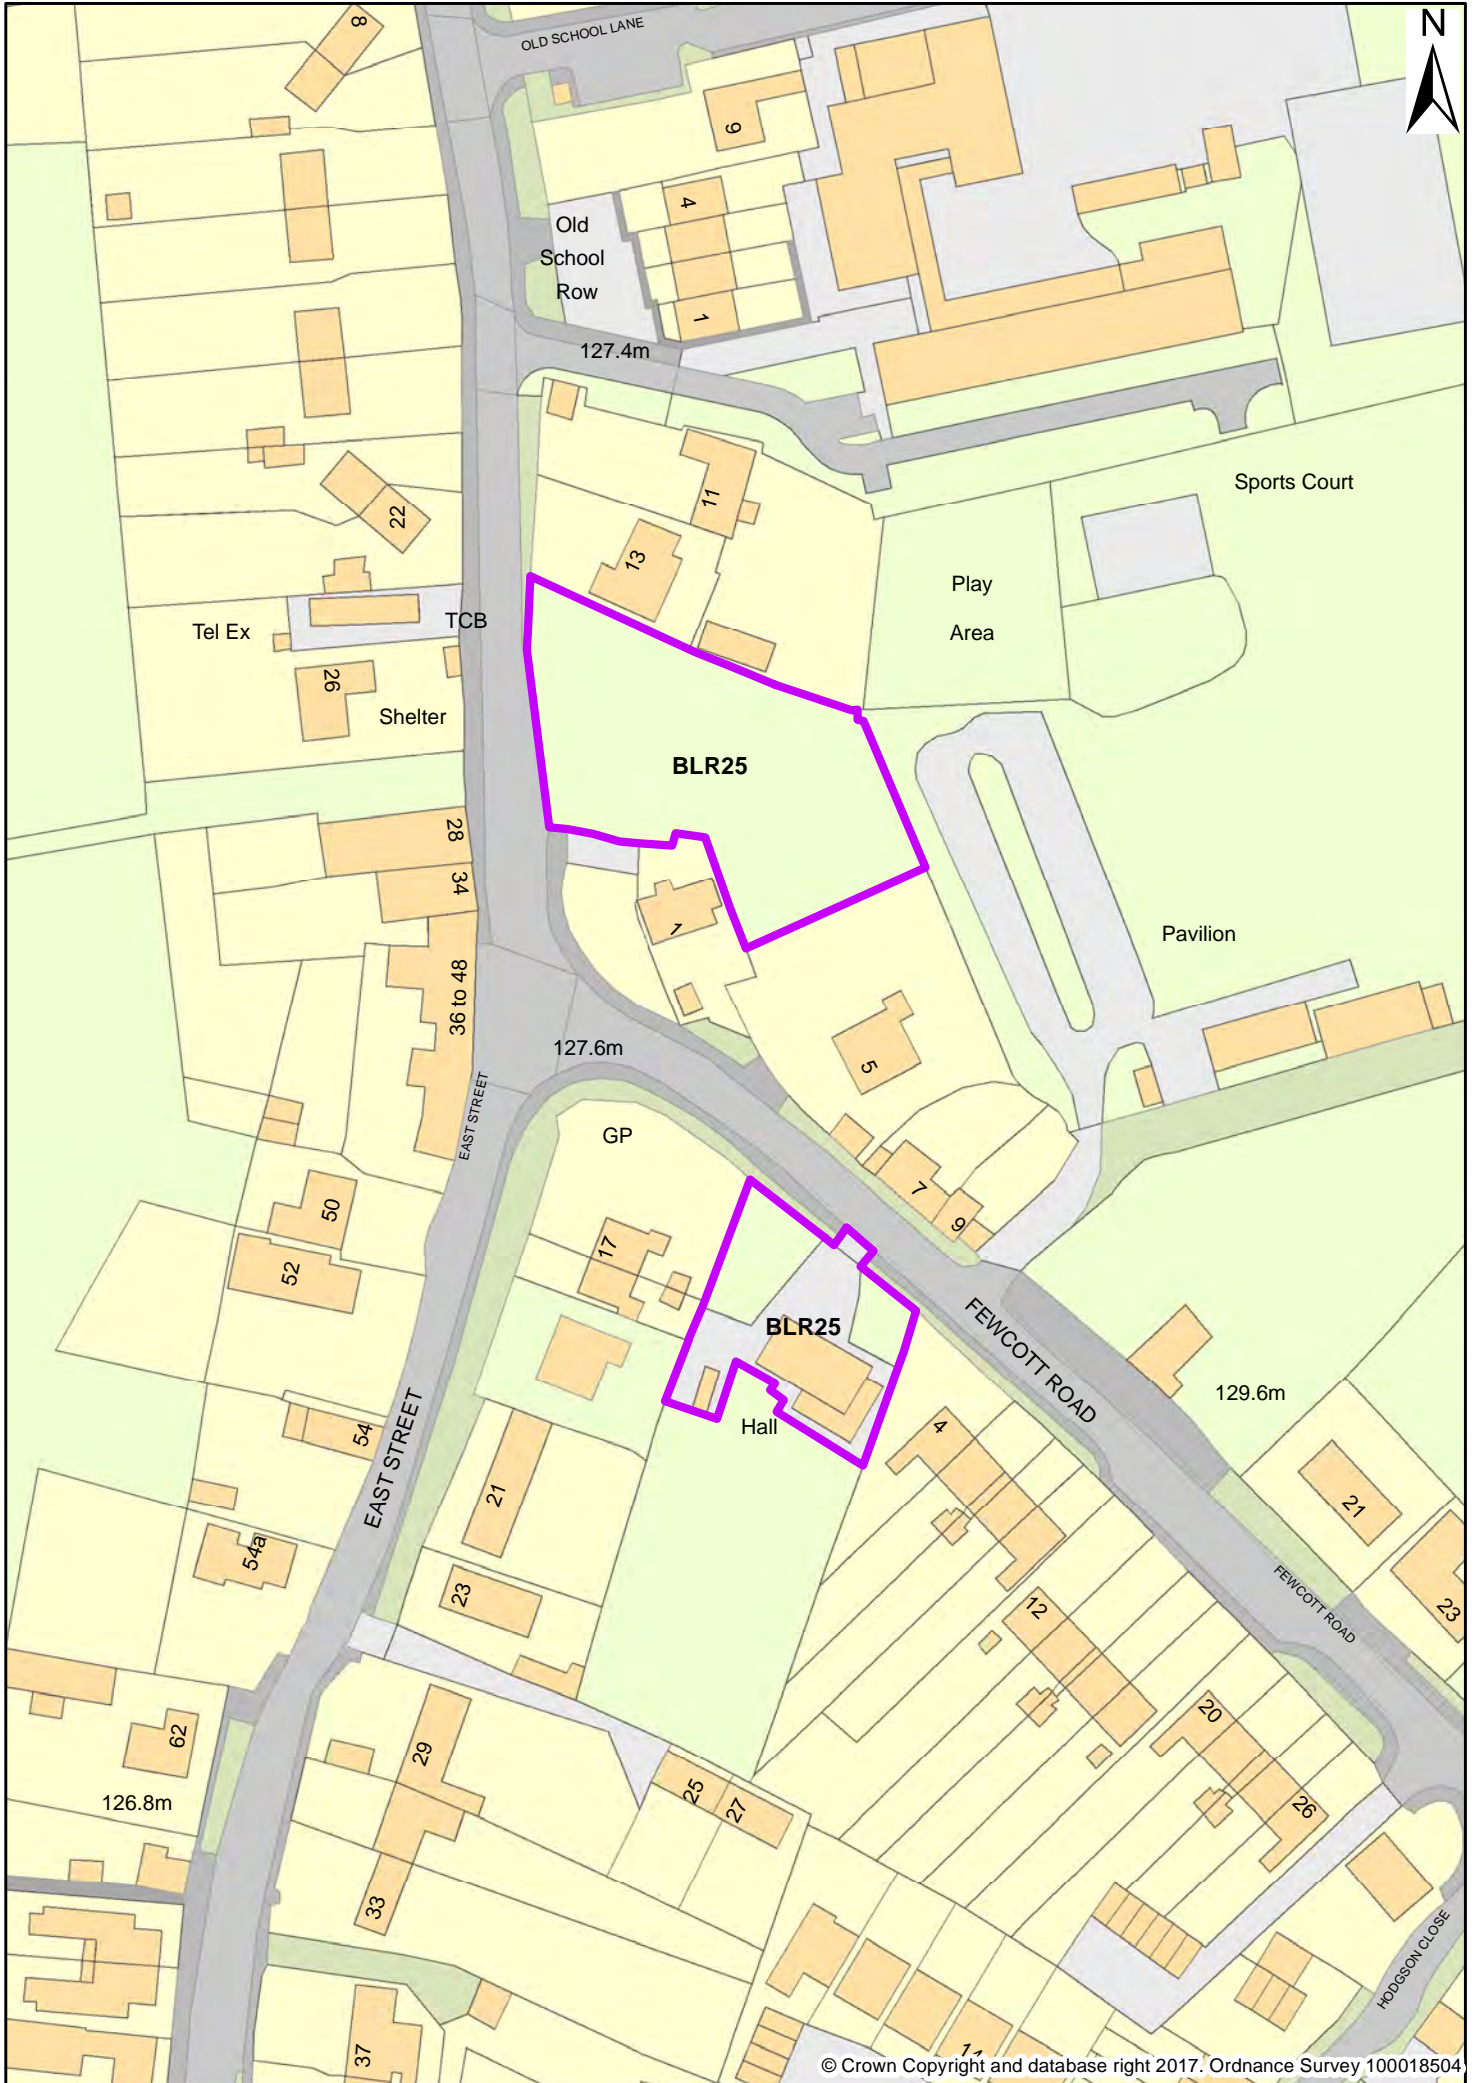 N
8
OLD SCHOOL LANE
9
4
Old
School
Row
1
127.4m
11
Sports Court
22
13
Play
Area
TCB
Tel Ex
26
Shelter
BLR25
28
34
1
Pavilion
36 to 48
127.6m
5
EAST STREET
GP
7
9
50
17
52
BLR25
FEWCOTT ROAD
129.6m
4
Hall
54
EAST STREET
21
21
54a
23
12
FEWCOTT ROAD
23
20
62
29
25
27
26
126.8m
33
HODGSON CLOSE
37
14
© Crown Copyright and database right 2017. Ordnance Survey 100018504